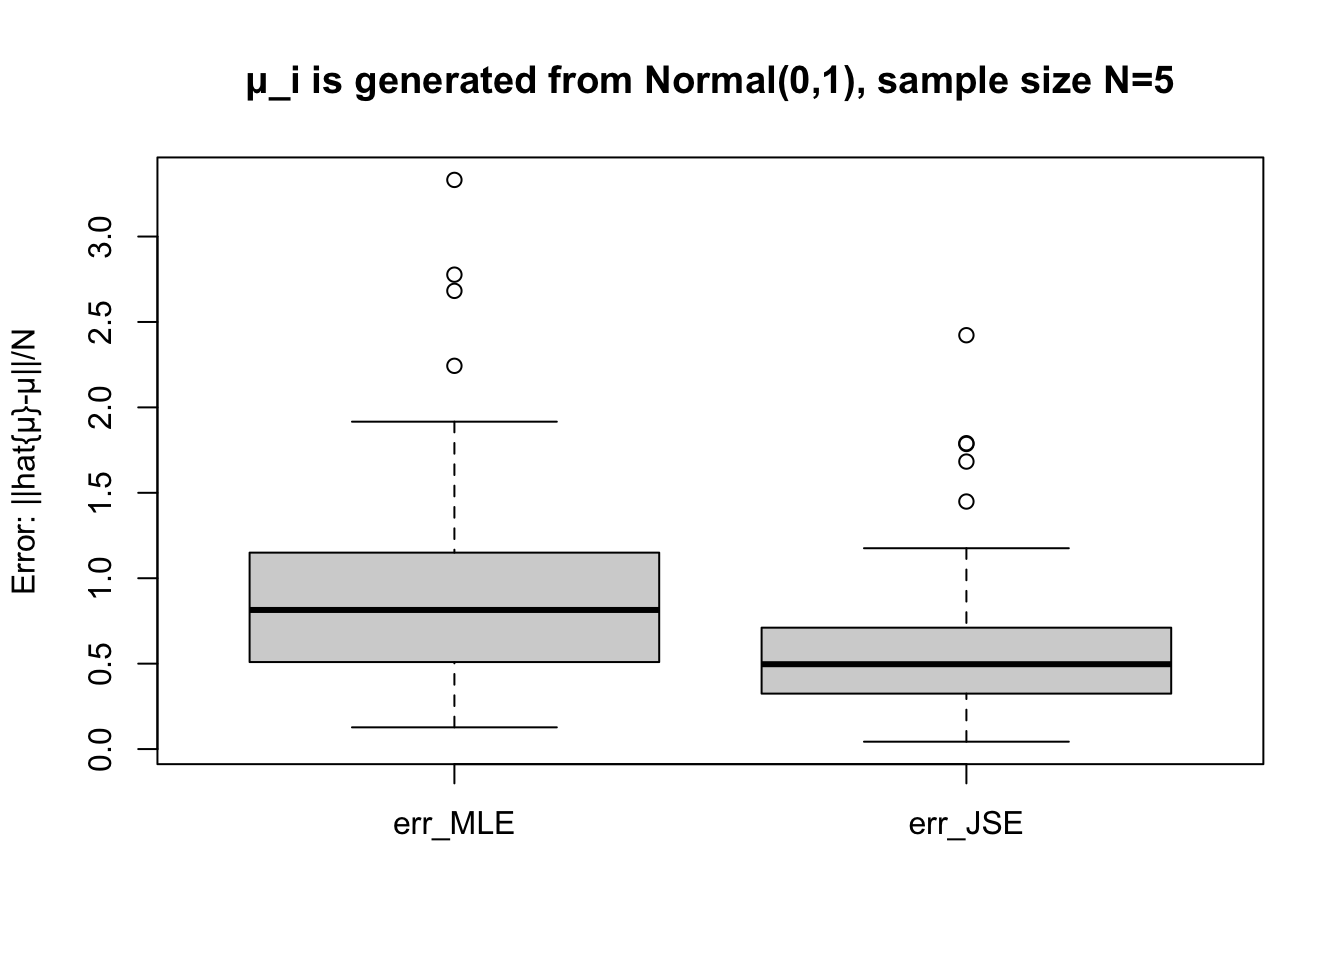 µ_i is generated from Normal(0,1), sample size N=5
Error: ||hat{µ}-µ||/N
3.0
2.5
2.0
1.5
1.0
0.5
0.0
err_MLE
err_JSE